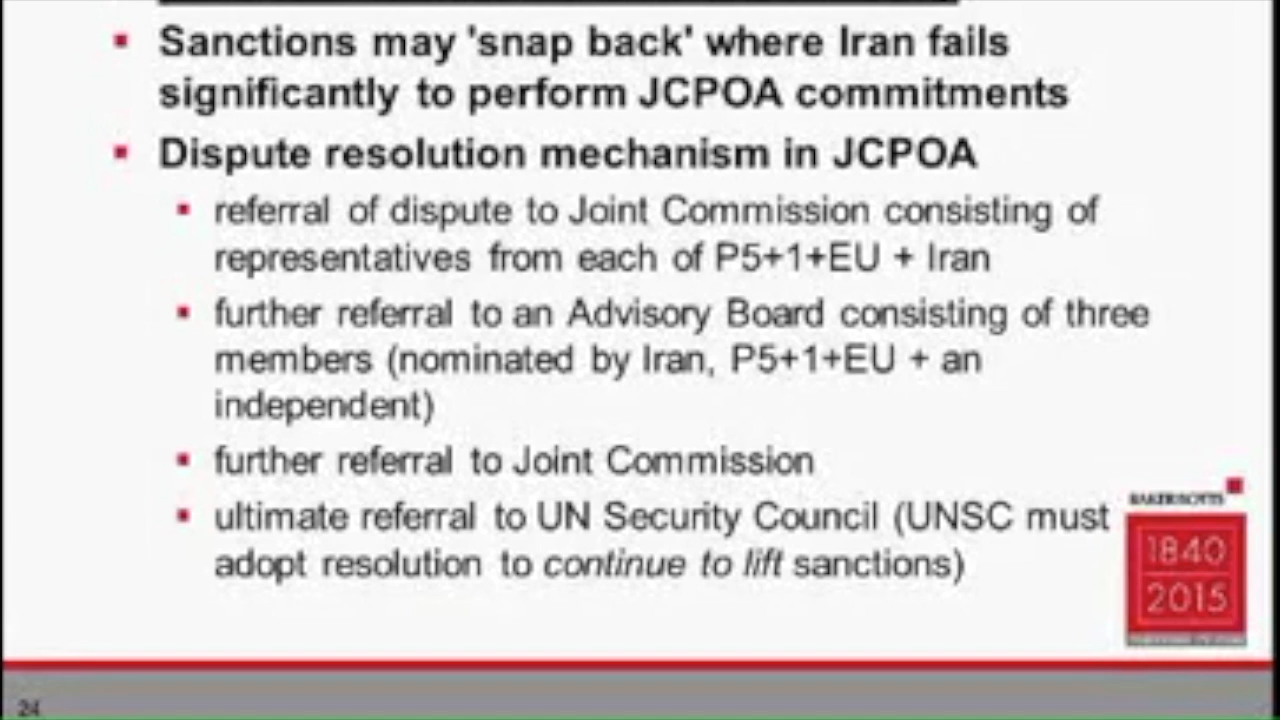 Sanctions may 'snap back' where Iran fails
significantly to perform JCPOA commitments
Dispute resolution mechanism in JCPOA
referral of dispute to Joint Commission consisting of
representatives from each of P5+1+EU + Iran
further referral to an Advisory Board consisting of three
members (nominated by Iran, P5+1+EU + an
independent)
further referral to Joint Commission
ultimate referral to UN Security Council (UNSC must
adopt resolution to continue to lift sanctions)
BAKER BOTTS
1840
2015
24